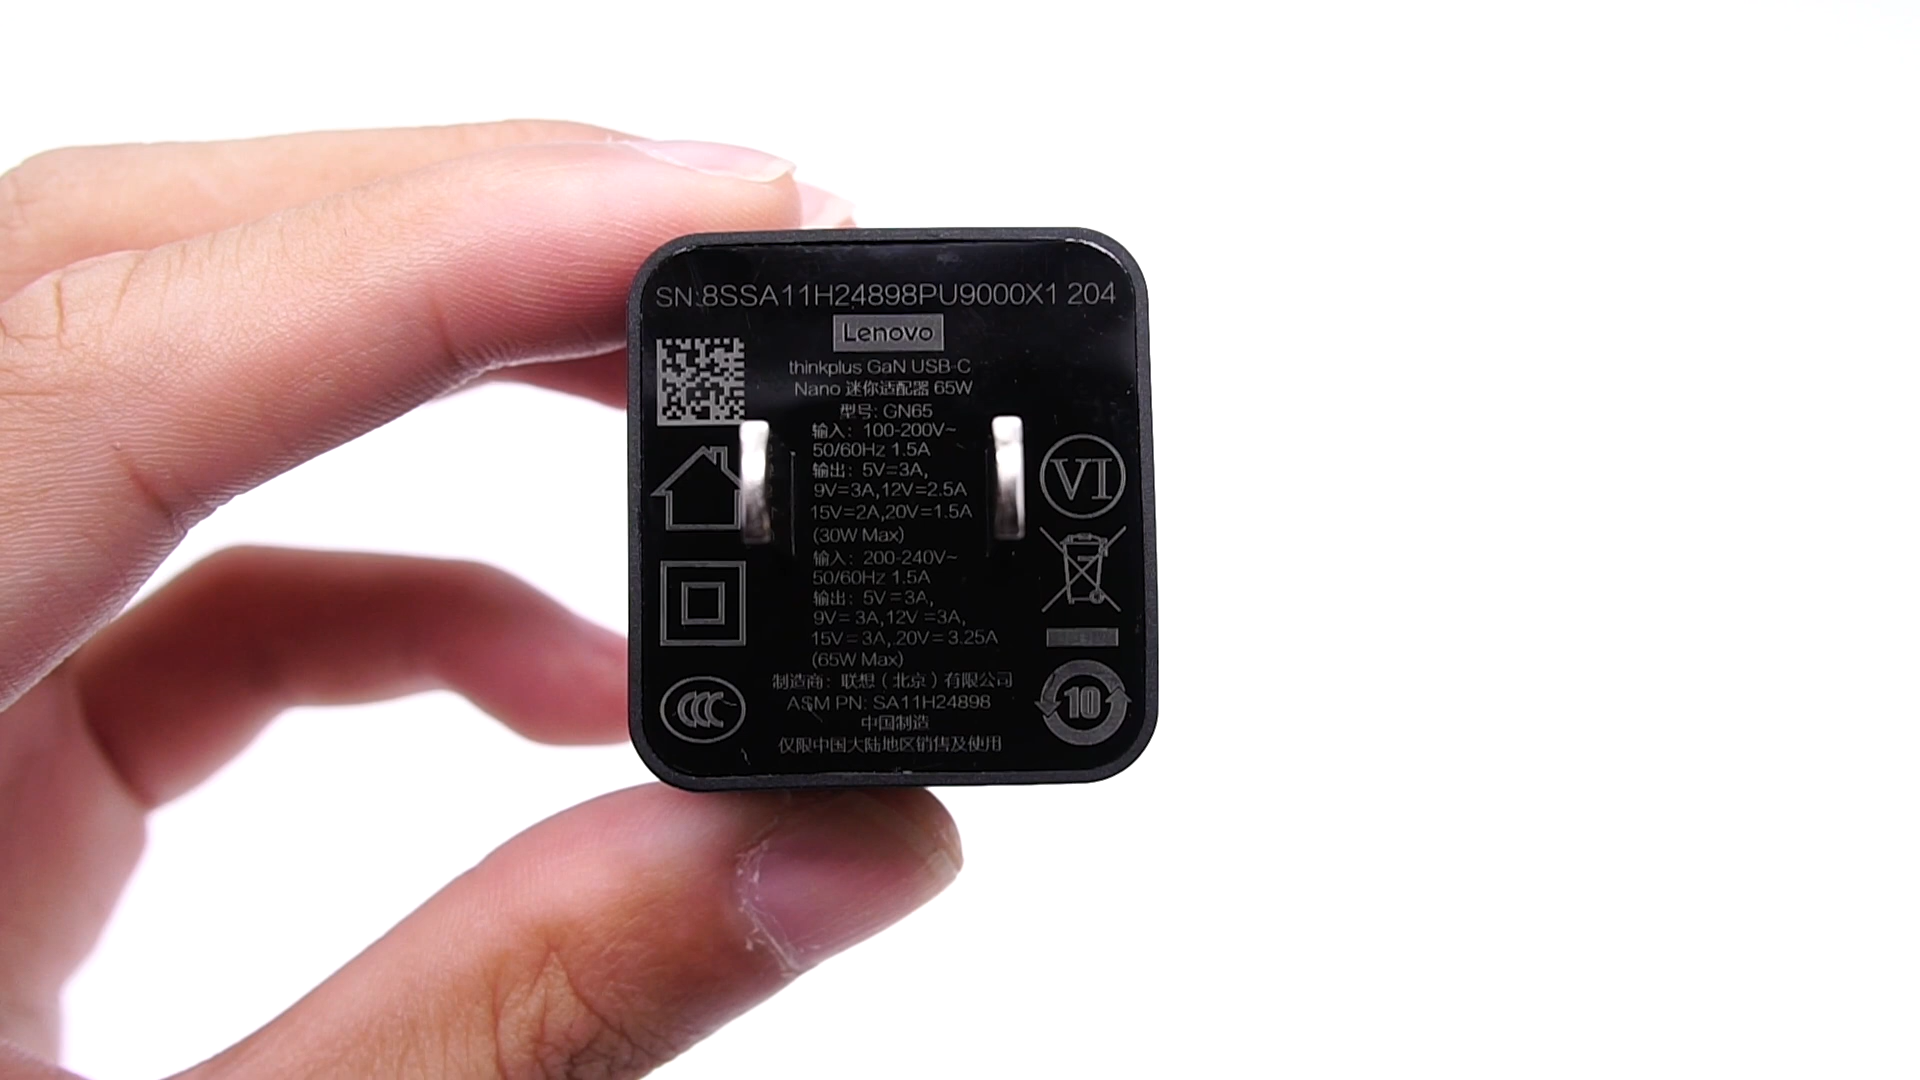 SN:8SSA11H24898PU9000X1 204
Lenovo
thinkplus GaN USB-C
Nano 迷你适配器 65W
型号: GN65
输入: 100-200V~
50/60Hz 1.5A
输出: 5V=3A,
9V=3A,12V=2.5A
15V=2A,20V=1.5A
(30W Max)
输入: 200-240V~
50/60Hz 1.5A
输出: 5V=3A,
9V=3A,12V=3A,
15V=3A,20V=3.25A
(65W Max)
制造商: 联想(北京)有限公司
ASM PN: SA11H24898
中国制造
仅限中国大陆地区销售及使用
VI
CCC
10